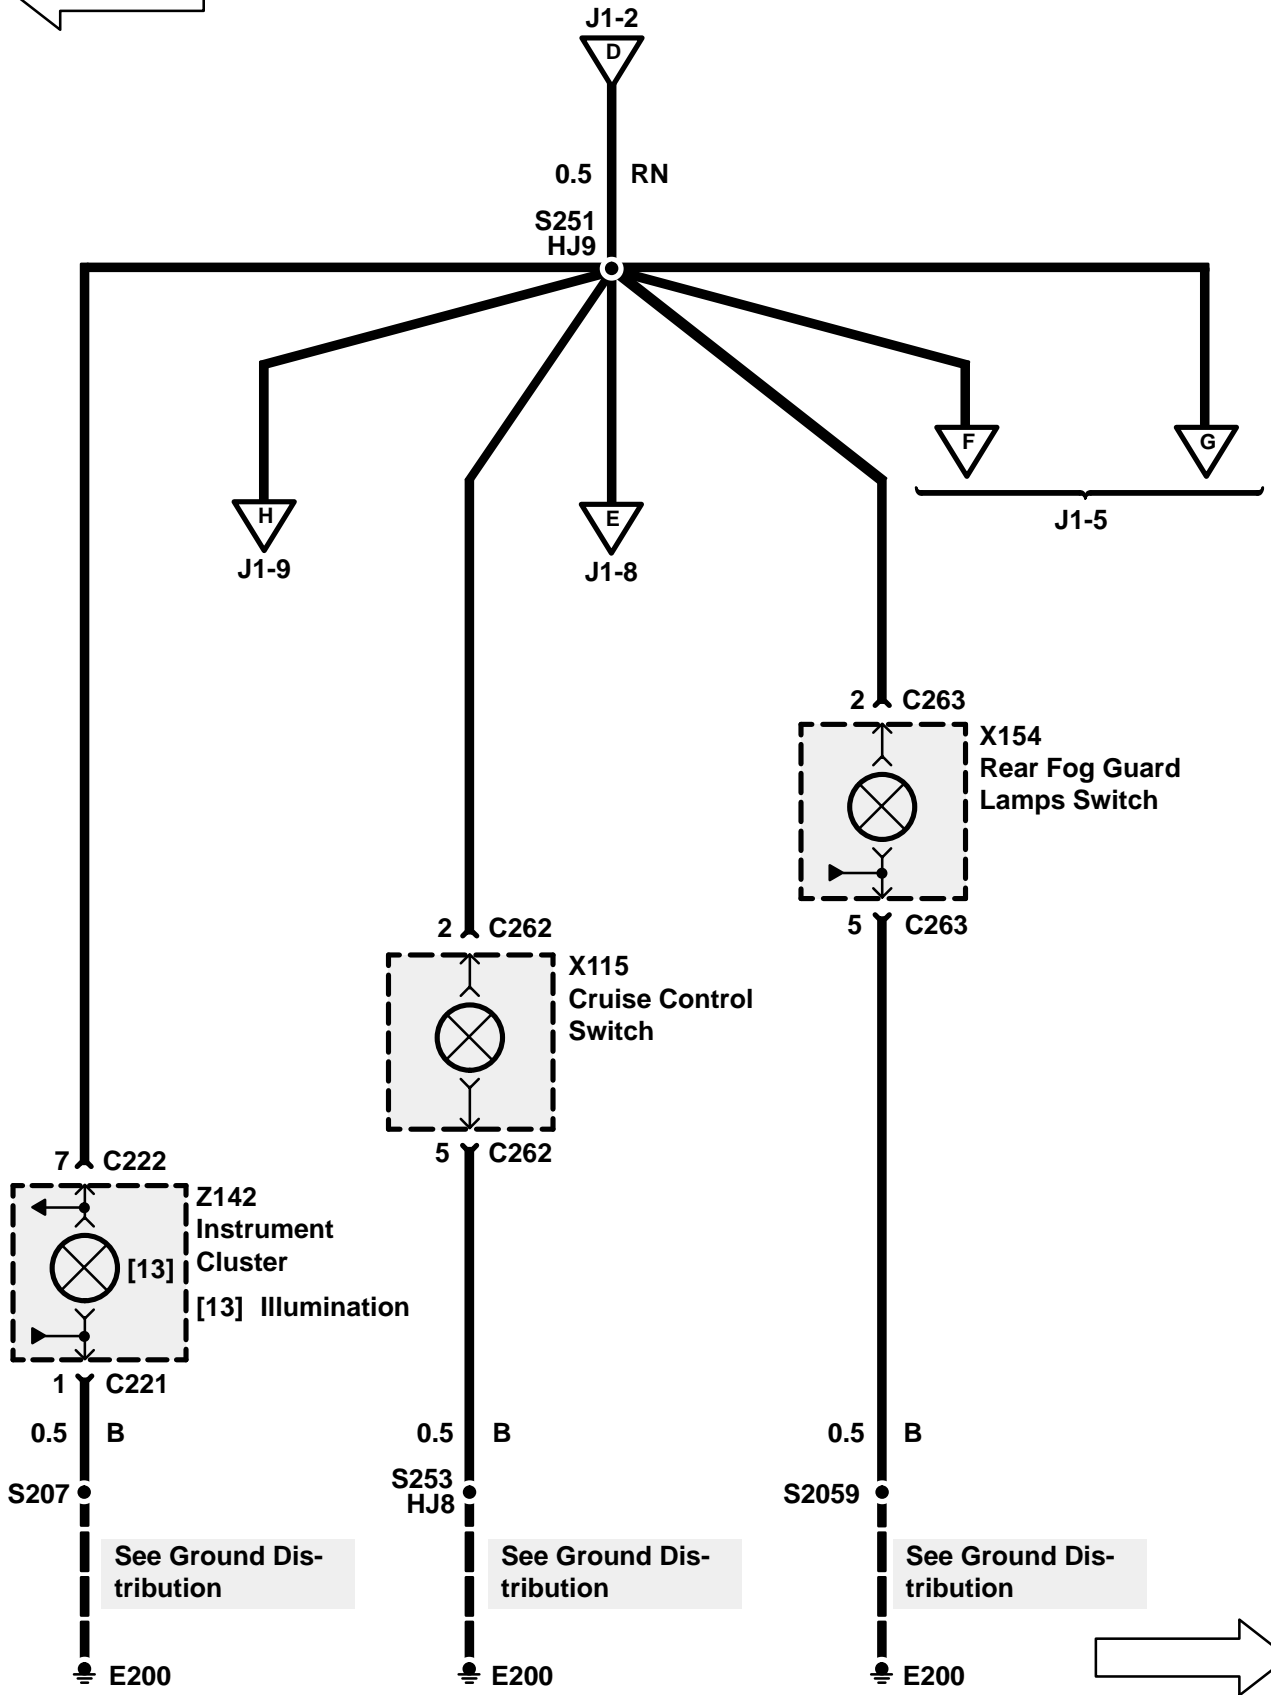 J1-2
D
0.5 RN
S251
HJ9
F
G
H
E
J1-5
J1-9
J1-8
2 C263
X154
Rear Fog Guard
Lamps Switch
5 C263
2 C262
X115
Cruise Control
Switch
5 C262
7 C222
Z142
Instrument
Cluster
[13]
[13] Illumination
1 C221
0.5 B
0.5 B
0.5 B
S207
S253
HJ8
S2059
See Ground Dis-
tribution
See Ground Dis-
tribution
See Ground Dis-
tribution
E200
E200
E200